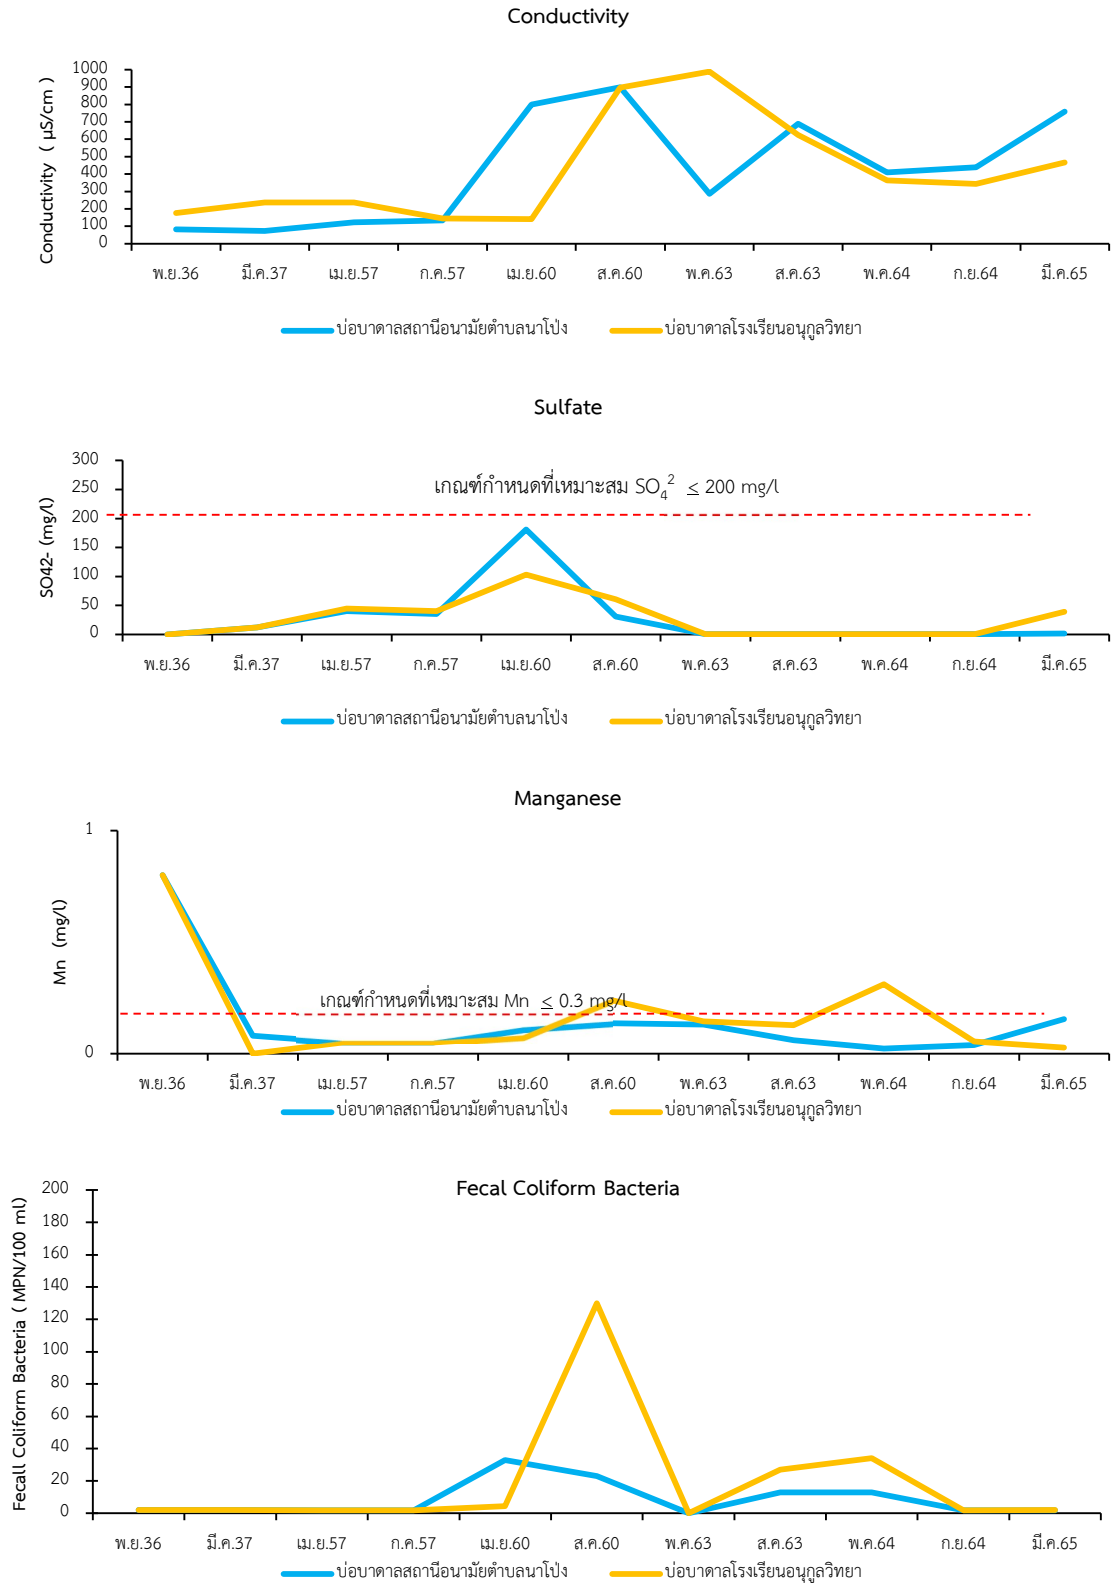 Conductivity
Conductivity ( µS/cm )
1000
900
800
700
600
500
400
300
200
100
0
พ.ย.36 มี.ค.37 เม.ย.57 ก.ค.57 เม.ย.60 ส.ค.60 พ.ค.63 ส.ค.63 พ.ค.64 ก.ย.64 มี.ค.65
บ่อบาดาลสถานีอนามัยตำบลนาโป่ง บ่อบาดาลโรงเรียนอนุกูลวิทยา
Sulfate
SO42- (mg/l)
300
250
200
150
100
50
0
เกณฑ์กำหนดที่เหมาะสม SO₄² ≤ 200 mg/l
พ.ย.36 มี.ค.37 เม.ย.57 ก.ค.57 เม.ย.60 ส.ค.60 พ.ค.63 ส.ค.63 พ.ค.64 ก.ย.64 มี.ค.65
บ่อบาดาลสถานีอนามัยตำบลนาโป่ง บ่อบาดาลโรงเรียนอนุกูลวิทยา
Manganese
Mn (mg/l)
1
0
เกณฑ์กำหนดที่เหมาะสม Mn ≤ 0.3 mg/l
พ.ย.36 มี.ค.37 เม.ย.57 ก.ค.57 เม.ย.60 ส.ค.60 พ.ค.63 ส.ค.63 พ.ค.64 ก.ย.64 มี.ค.65
บ่อบาดาลสถานีอนามัยตำบลนาโป่ง บ่อบาดาลโรงเรียนอนุกูลวิทยา
Fecal Coliform Bacteria
Fecall Coliform Bacteria ( MPN/100 ml)
200
180
160
140
120
100
80
60
40
20
0
พ.ย.36 มี.ค.37 เม.ย.57 ก.ค.57 เม.ย.60 ส.ค.60 พ.ค.63 ส.ค.63 พ.ค.64 ก.ย.64 มี.ค.65
บ่อบาดาลสถานีอนามัยตำบลนาโป่ง บ่อบาดาลโรงเรียนอนุกูลวิทยา